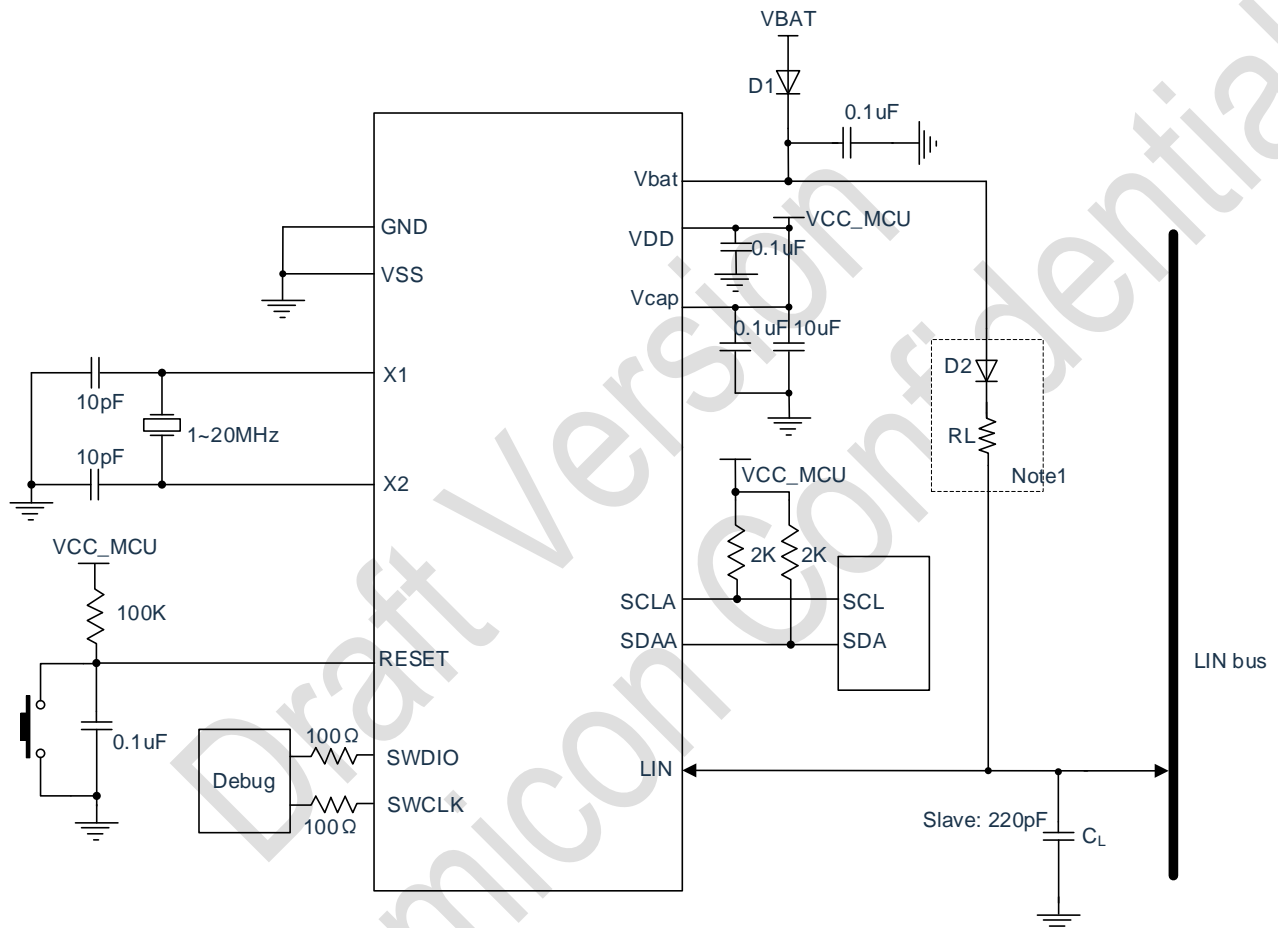 VBAT
D1
0.1uF
Vbat
GND
VCC_MCU
VDD
0.1uF
VSS
Vcap
0.1uF 10uF
X1
D2
10pF
1~20MHz
RL
10pF
Note1
VCC_MCU
X2
VCC_MCU
2K 2K
100K
SCLA
SCL
SDAA
SDA
RESET
LIN bus
0.1uF
100Ω
SWDIO
LIN
Debug
SWCLK
100Ω
Slave: 220pF
CL
Draft Version
micon Confidential